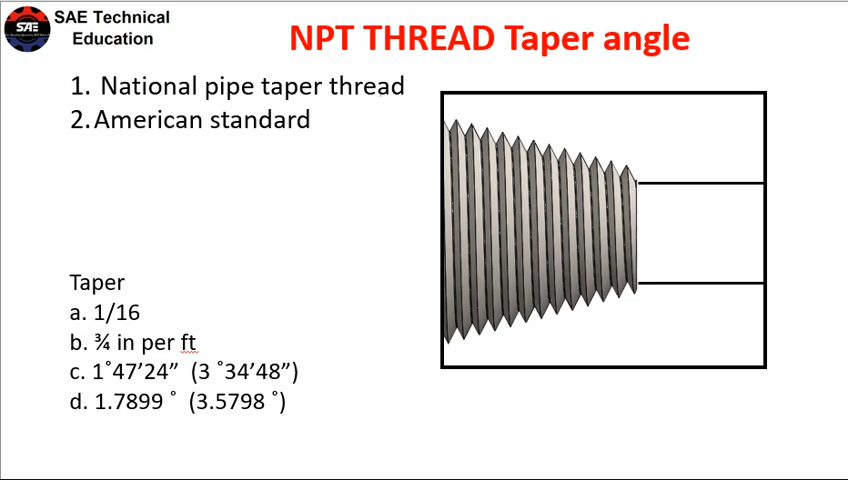 SAE Technical
Education
SAE
NPT THREAD Taper angle
1. National pipe taper thread
2. American standard
Taper
a. 1/16
b. ¾ in per ft
c. 1˚47’24” (3 ˚34’48”)
d. 1.7899 ˚ (3.5798 ˚)